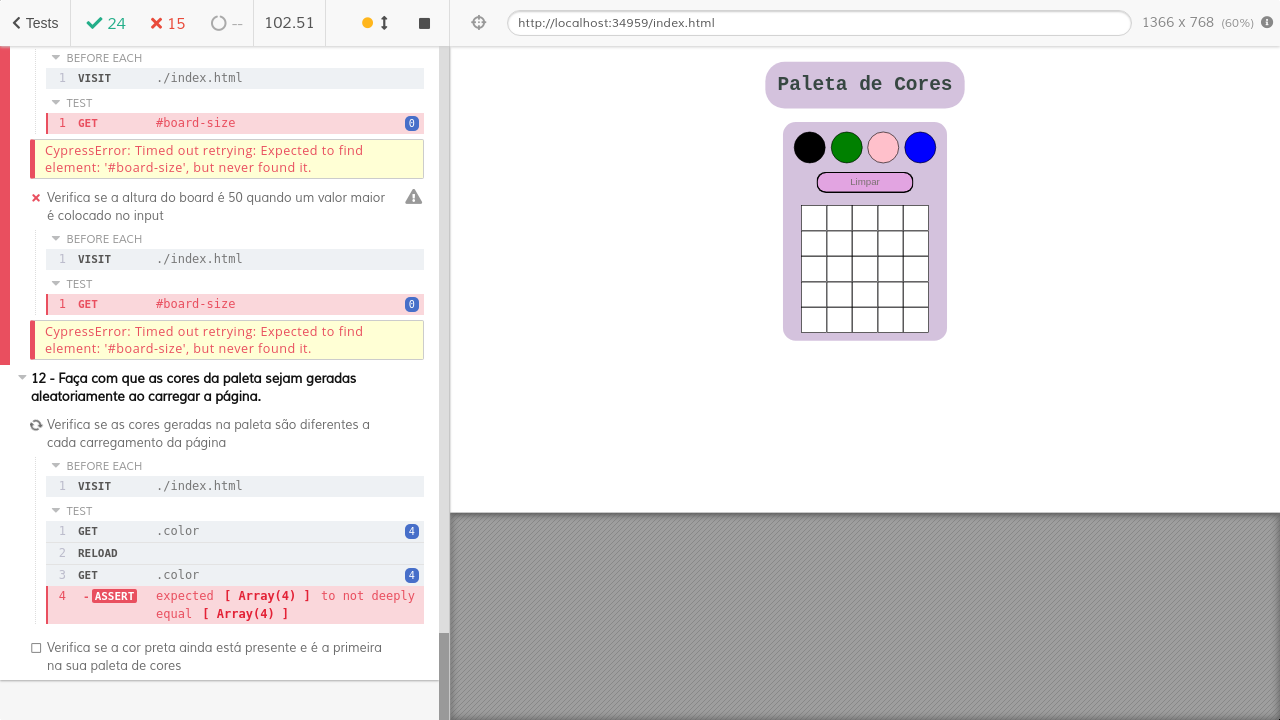 Tests 24 15 -- 102.51
http://localhost:34959/index.html 1366 x 768 (60%)
BEFORE EACH
1 VISIT ./index.html
TEST
1 GET #board-size 0
CypressError: Timed out retrying: Expected to find
element: '#board-size', but never found it.
Verifica se a altura do board é 50 quando um valor maior
é colocado no input
BEFORE EACH
1 VISIT ./index.html
TEST
1 GET #board-size 0
CypressError: Timed out retrying: Expected to find
element: '#board-size', but never found it.
12 - Faça com que as cores da paleta sejam geradas
aleatoriamente ao carregar a página.
Verifica se as cores geradas na paleta são diferentes a
cada carregamento da página
BEFORE EACH
1 VISIT ./index.html
TEST
1 GET .color 4
2 RELOAD
3 GET .color 4
4 -ASSERT expected [ Array(4) ] to not deeply
equal [ Array(4) ]
Verifica se a cor preta ainda está presente e é a primeira
na sua paleta de cores
Paleta de Cores
Limpar